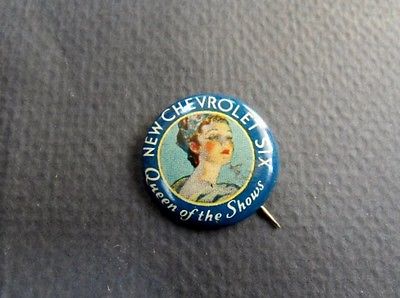 NEW CHEVROLET SIX
Queen of the Shows